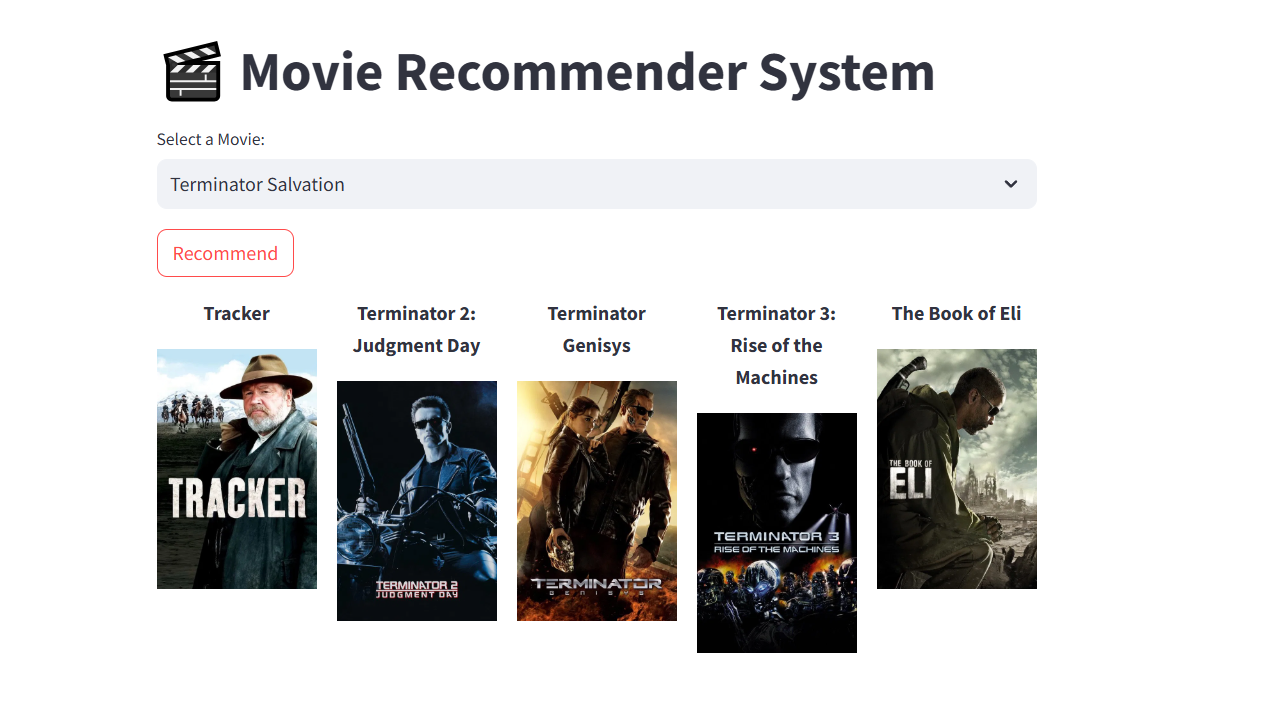 Movie Recommender System
Select a Movie:
Terminator Salvation
Recommend
Tracker
TRACKER
Terminator 2:
Judgment Day
TERMINATOR 2
JUDGMENT DAY
Terminator
Genisys
TERMINATOR
GENISYS
Terminator 3:
Rise of the
Machines
TERMINATOR 3
RISE OF THE MACHINES
The Book of Eli
THE BOOK OF
ELI